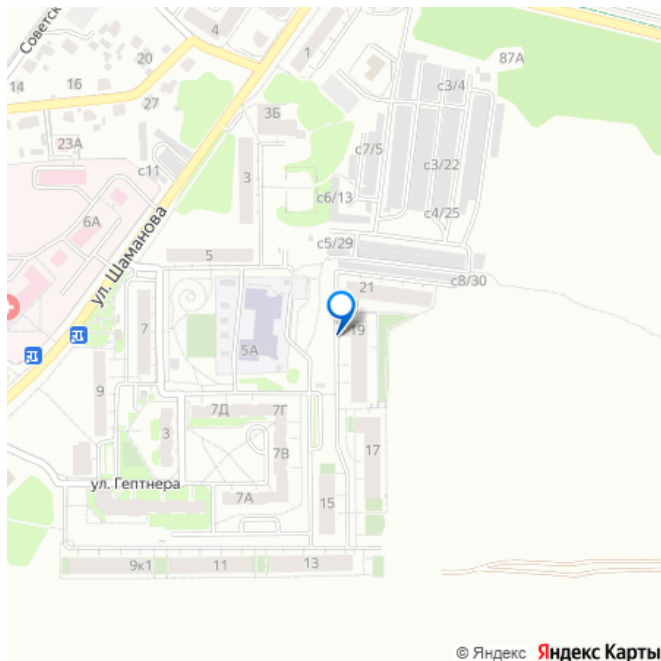 Советск
4
1
20
87А
14
16
с3/4
27
3Б
23А
с7/5
с11
с3/22
3
с6/13
6А
с4/25
с5/29
ул. Шаманова
5
с8/30
21
19
7
5А
9
7Д
7Г
3
17
7В
ул. Гептнера
7А
15
9к1
11
13
© Яндекс Яндекс Карты